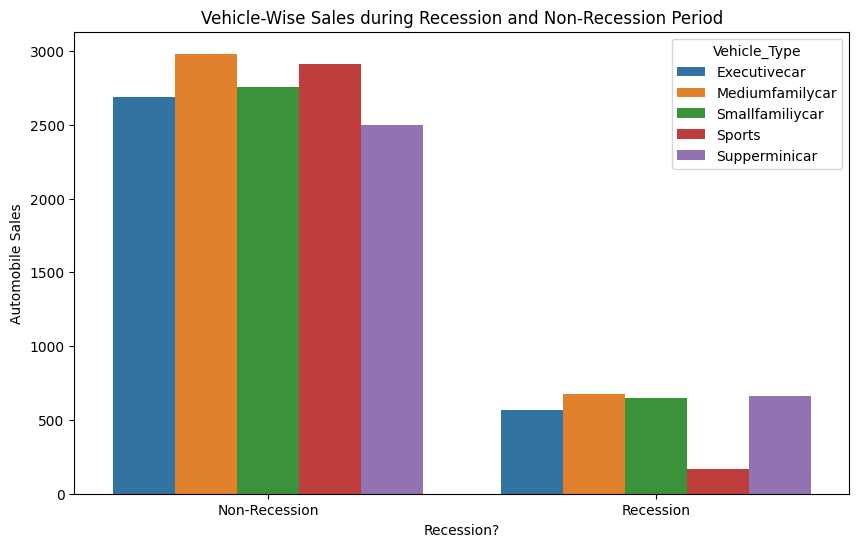 Vehicle-Wise Sales during Recession and Non-Recession Period
Vehicle_Type
Executivecar
Mediumfamilycar
Smallfamiliycar
Sports
Supperminicar
Automobile Sales
3000
2500
2000
1500
1000
500
0
Non-Recession
Recession
Recession?